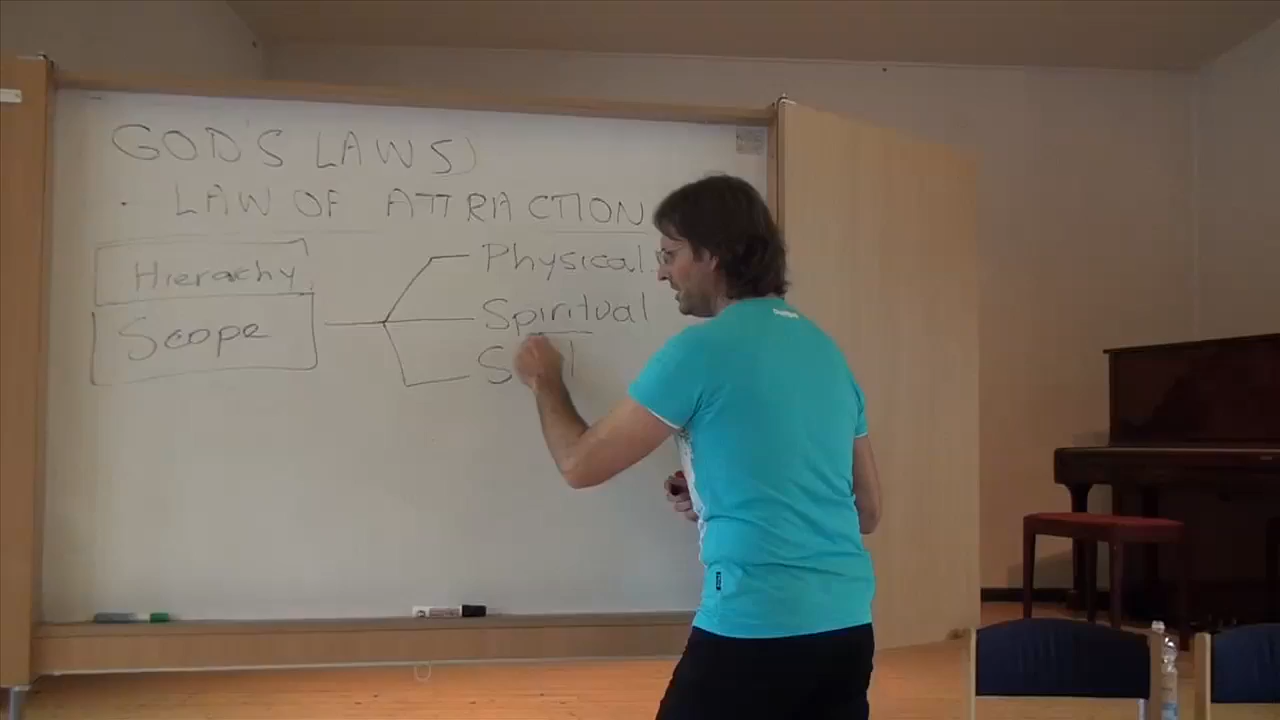 GOD'S LAWS)
· LAW OF ATTRACTION
Hierachy
Scope
Physical
Spiritual